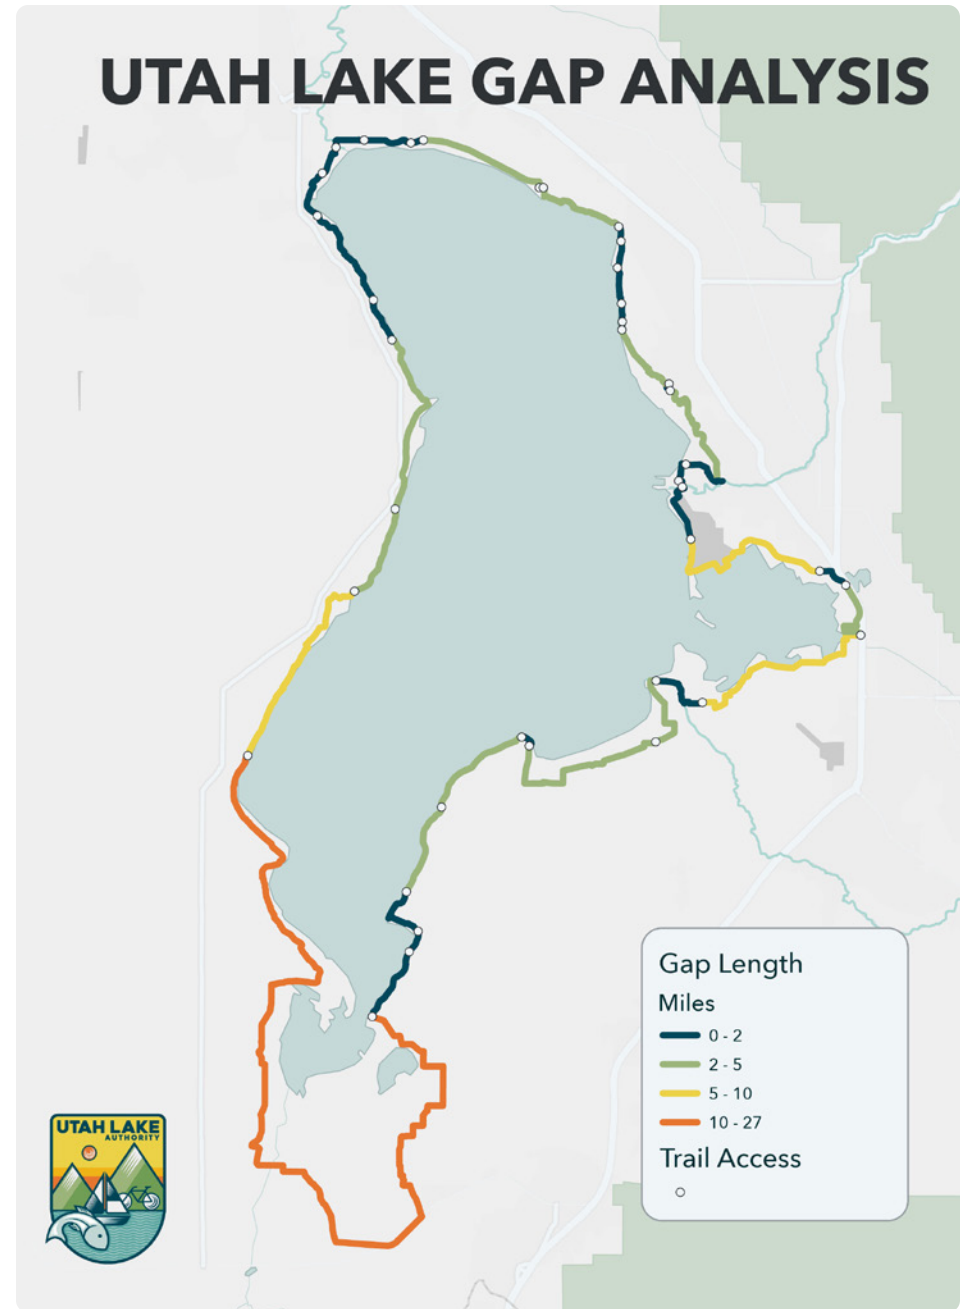 UTAH LAKE GAP ANALYSIS
Gap Length
Miles
0 - 2
2 - 5
5 - 10
10 - 27
Trail Access
UTAH LAKE
AUTHORITY